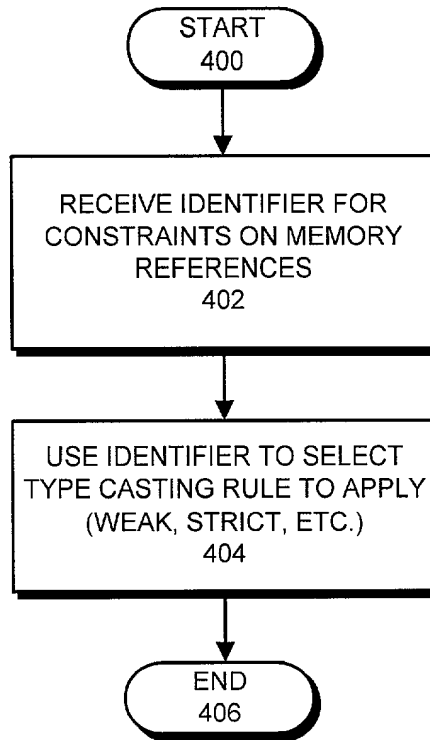 START
400
RECEIVE IDENTIFIER FOR
CONSTRAINTS ON MEMORY
REFERENCES
402
USE IDENTIFIER TO SELECT
TYPE CASTING RULE TO APPLY
(WEAK, STRICT, ETC.)
404
END
406